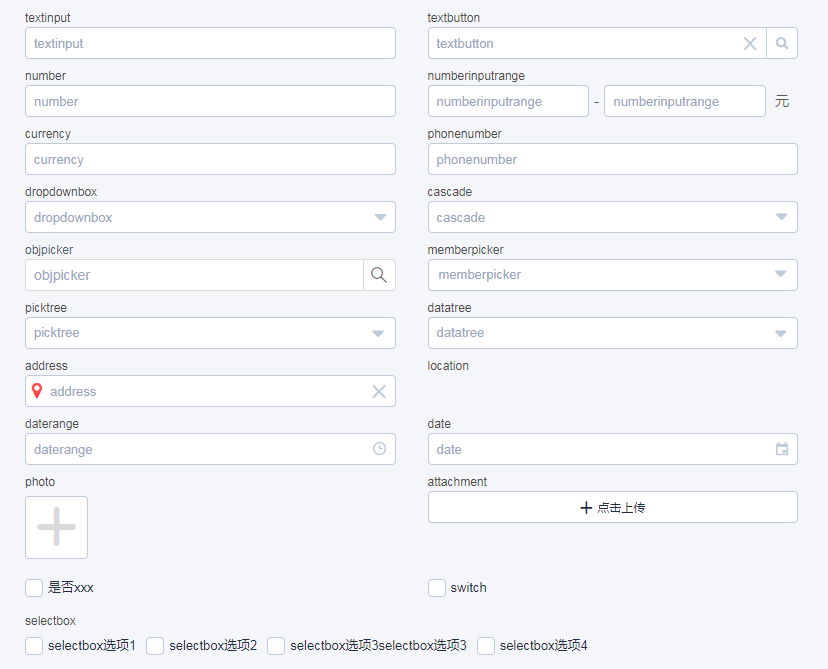 textinput
textbutton
textinput
textbutton
number
numberinputrange
number
numberinputrange - numberinputrange 元
currency
phonenumber
currency
phonenumber
dropdownbox
cascade
dropdownbox
cascade
objpicker
memberpicker
objpicker
memberpicker
picktree
datatree
picktree
datatree
address
location
address
daterange
date
daterange
date
photo
attachment
点击上传
是否xxx
switch
selectbox
selectbox选项1 selectbox选项2 selectbox选项3selectbox选项3 selectbox选项4